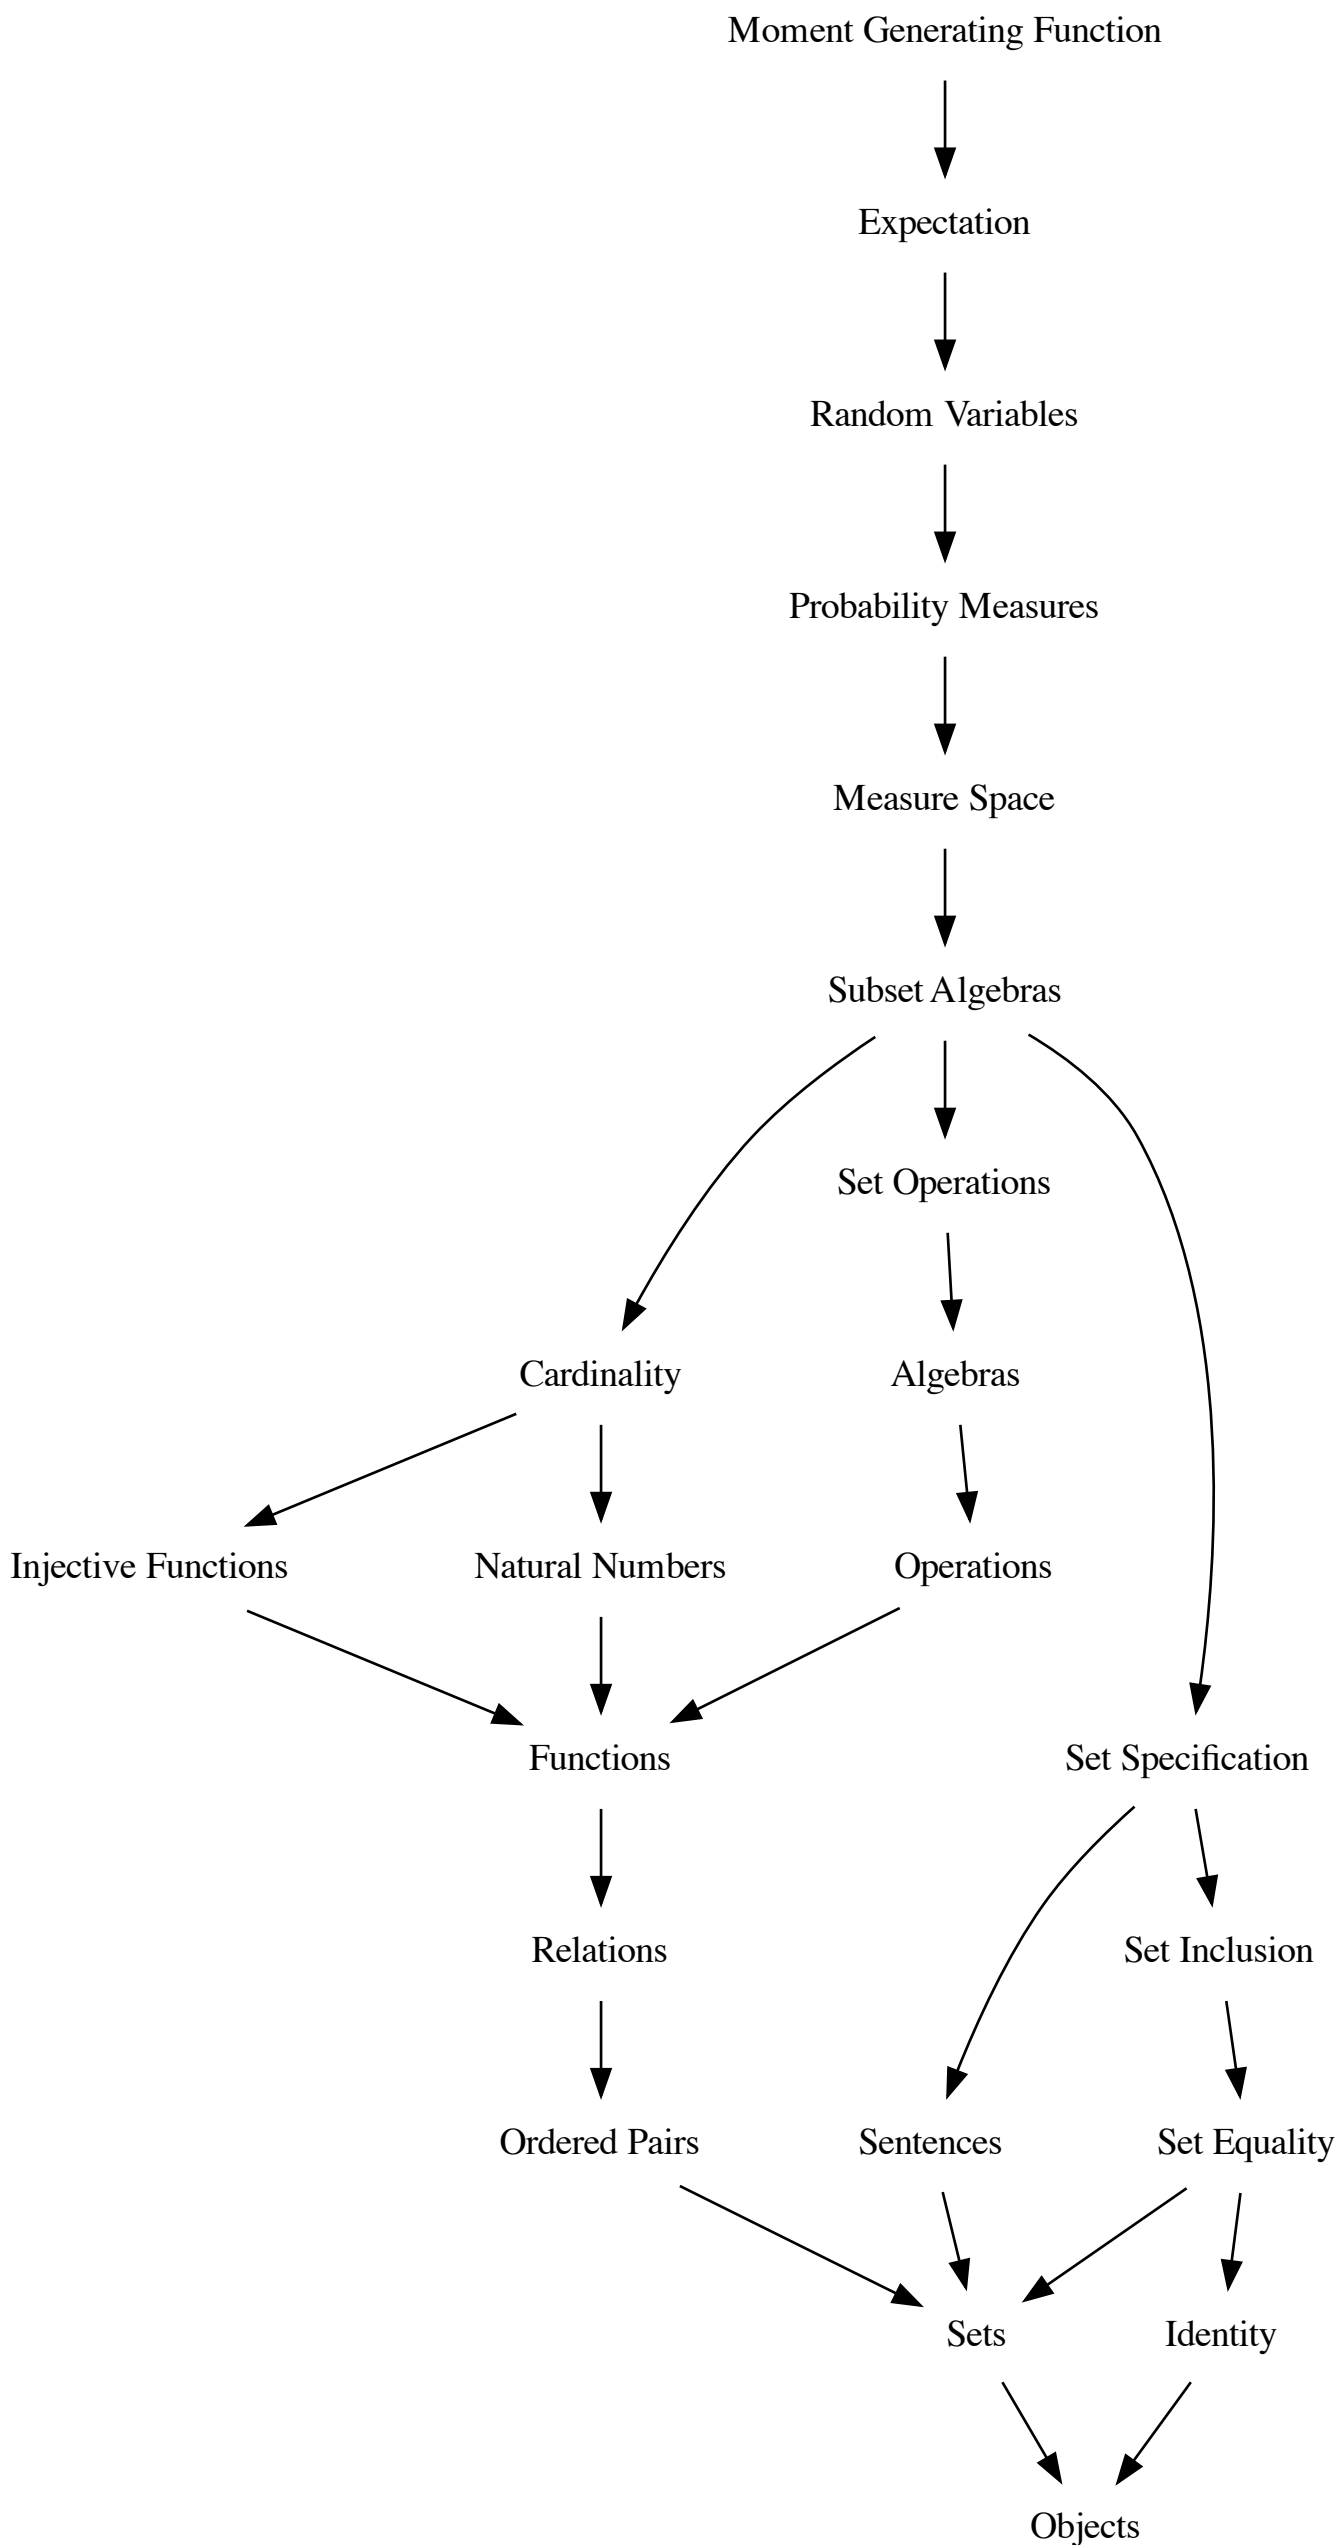 Moment Generating Function
Expectation
Random Variables
Probability Measures
Measure Space
Subset Algebras
Set Operations
Cardinality
Algebras
Injective Functions
Natural Numbers
Operations
Functions
Set Specification
Relations
Set Inclusion
Ordered Pairs
Sentences
Set Equality
Sets
Identity
Objects